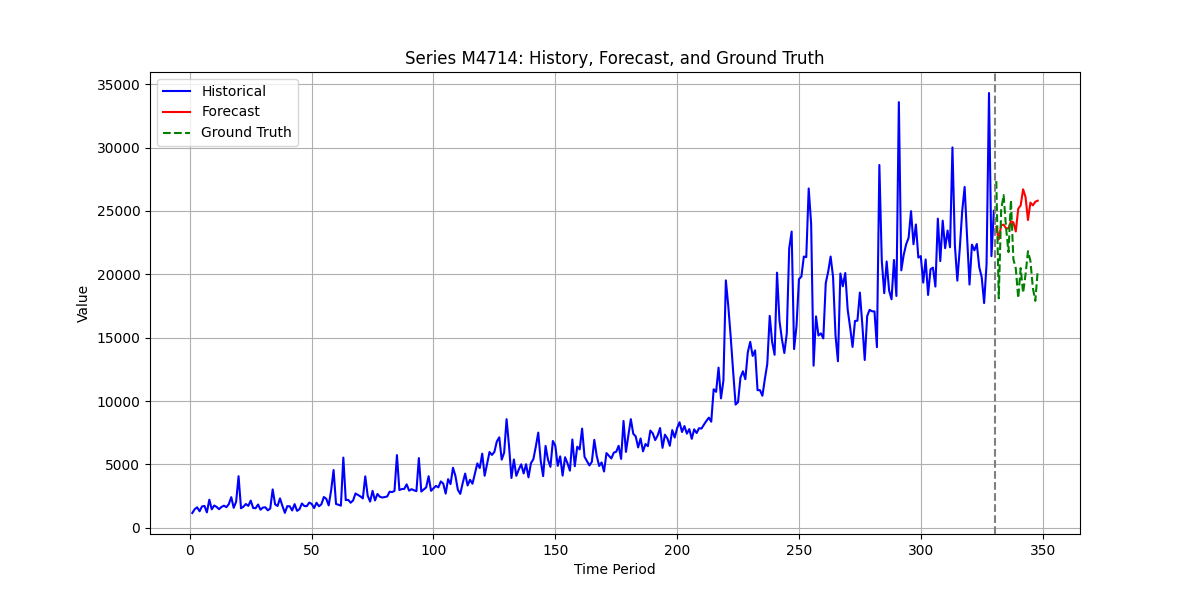 Series M4714: History, Forecast, and Ground Truth
Historical
Forecast
Ground Truth
Value
35000
30000
25000
20000
15000
10000
5000
0
0 50 100 150 200 250 300 350
Time Period